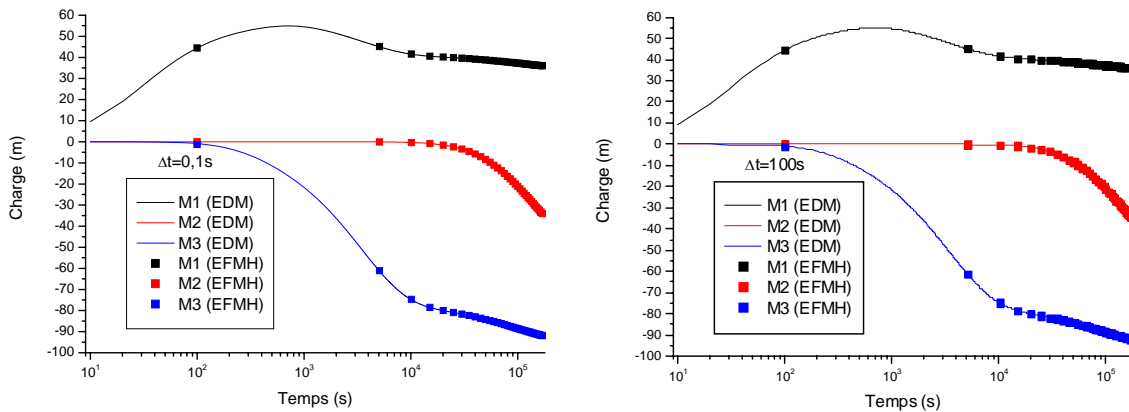 60
50
40
30
20
10
0
-10
-20
-30
-40
-50
-60
-70
-80
-90
-100
Charge (m)
Δt=0,1s
M1 (EDM)
M2 (EDM)
M3 (EDM)
M1 (EFMH)
M2 (EFMH)
M3 (EFMH)
10¹ 10² 10³ 10⁴ 10⁵
Temps (s)
60
50
40
30
20
10
0
-10
-20
-30
-40
-50
-60
-70
-80
-90
-100
Charge (m)
Δt=100s
M1 (EDM)
M2 (EDM)
M3 (EDM)
M1 (EFMH)
M2 (EFMH)
M3 (EFMH)
10¹ 10² 10³ 10⁴ 10⁵
Temps (s)